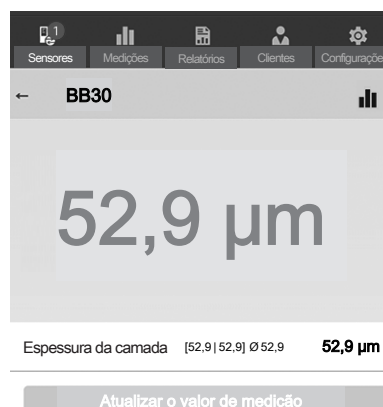 1
Sensores Medições Relatórios Clientes Configuraçõe
← BB30
52,9 µm
Espessura da camada [52,9|52,9] Ø 52,9 52,9 µm
Atualizar o valor de medição